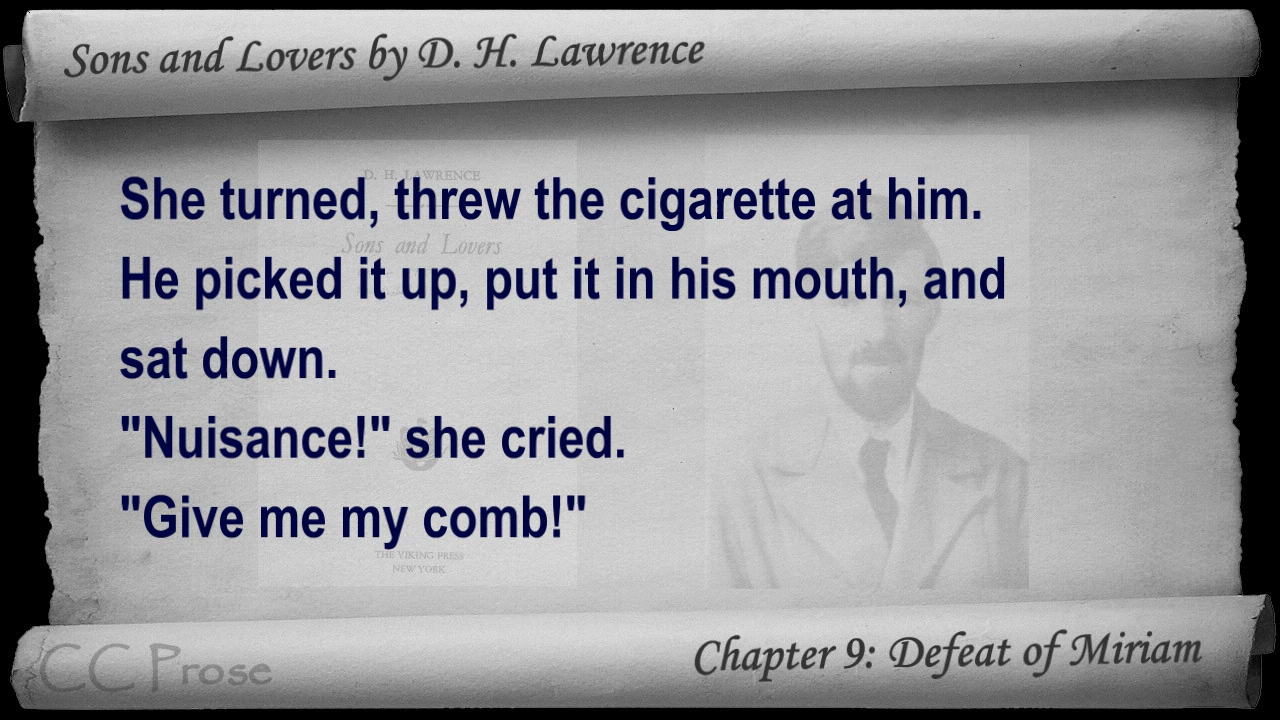 Sons and Lovers by D. H. Lawrence
D. H. LAWRENCE
She turned, threw the cigarette at him.
Sons and Lovers
He picked it up, put it in his mouth, and
sat down.
"Nuisance!" she cried.
"Give me my comb!"
THE VIKING PRESS
NEW YORK
Chapter 9: Defeat of Miriam
CC Prose